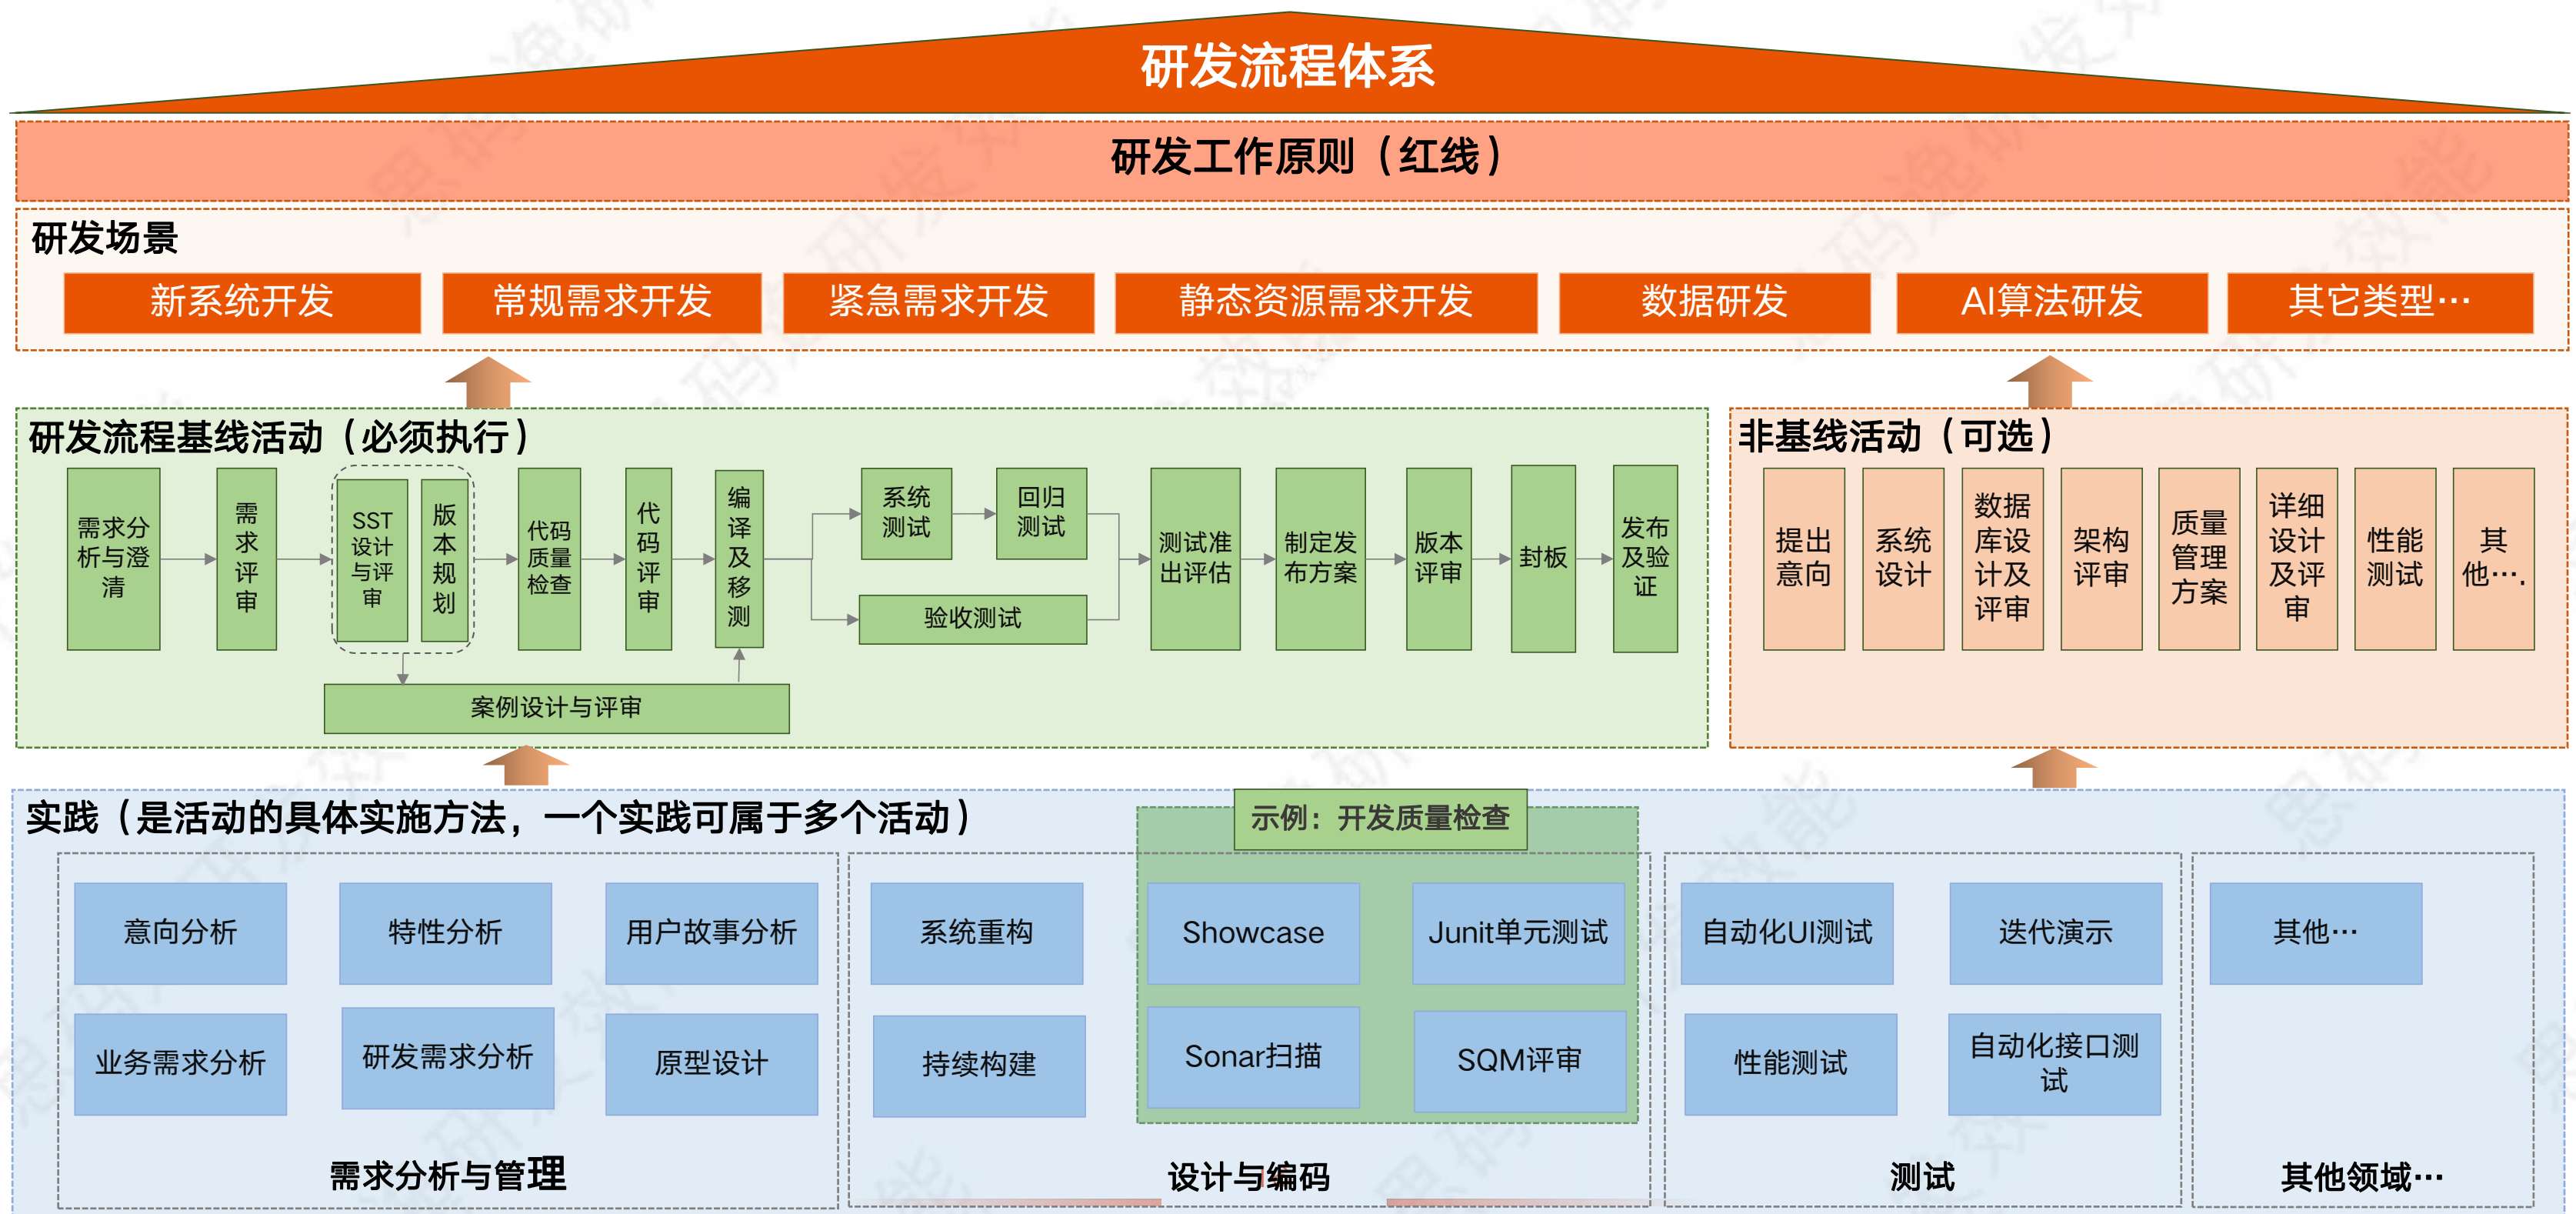 研发流程体系
研发工作原则（红线）
研发场景
新系统开发
常规需求开发
紧急需求开发
静态资源需求开发
数据研发
AI算法研发
其它类型…
研发流程基线活动（必须执行）
需求分
析与澄
清
需
求
评
审
SST
设计
与评
审
版
本
规
划
代码
质量
检查
代
码
评
审
编
译
及
移
测
系统
测试
回归
测试
验收测试
测试准
出评估
制定发
布方案
版本
评审
封板
发布
及验
证
案例设计与评审
非基线活动（可选）
提出
意向
系统
设计
数据
库设
计及
评审
架构
评审
质量
管理
方案
详细
设计
及评
审
性能
测试
其
他….
实践（是活动的具体实施方法，一个实践可属于多个活动）
示例：开发质量检查
意向分析
特性分析
用户故事分析
业务需求分析
研发需求分析
原型设计
需求分析与管理
系统重构
Showcase
Junit单元测试
持续构建
Sonar扫描
SQM评审
设计与编码
自动化UI测试
迭代演示
性能测试
自动化接口测
试
测试
其他…
其他领域…
思码逸研发效能